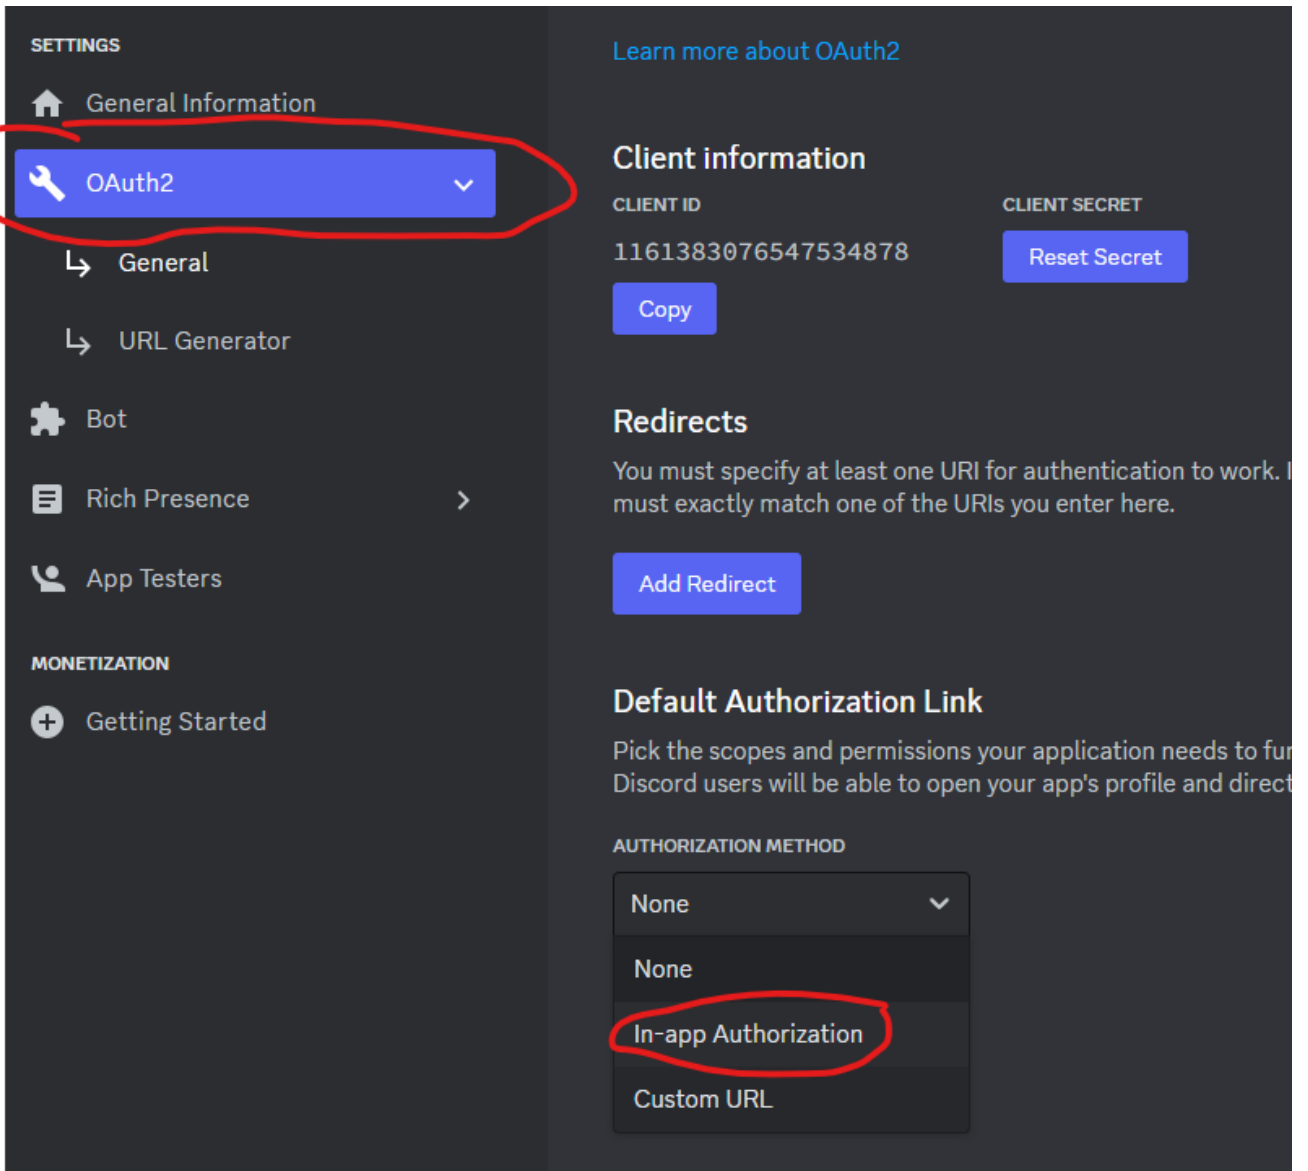 SETTINGS
General Information
OAuth2
General
URL Generator
Bot
Rich Presence
App Testers
MONETIZATION
Getting Started
Learn more about OAuth2
Client information
CLIENT ID
1161383076547534878
Copy
CLIENT SECRET
Reset Secret
Redirects
You must specify at least one URI for authentication to work. I
must exactly match one of the URIs you enter here.
Add Redirect
Default Authorization Link
Pick the scopes and permissions your application needs to fu
Discord users will be able to open your app's profile and direct
AUTHORIZATION METHOD
None
None
In-app Authorization
Custom URL